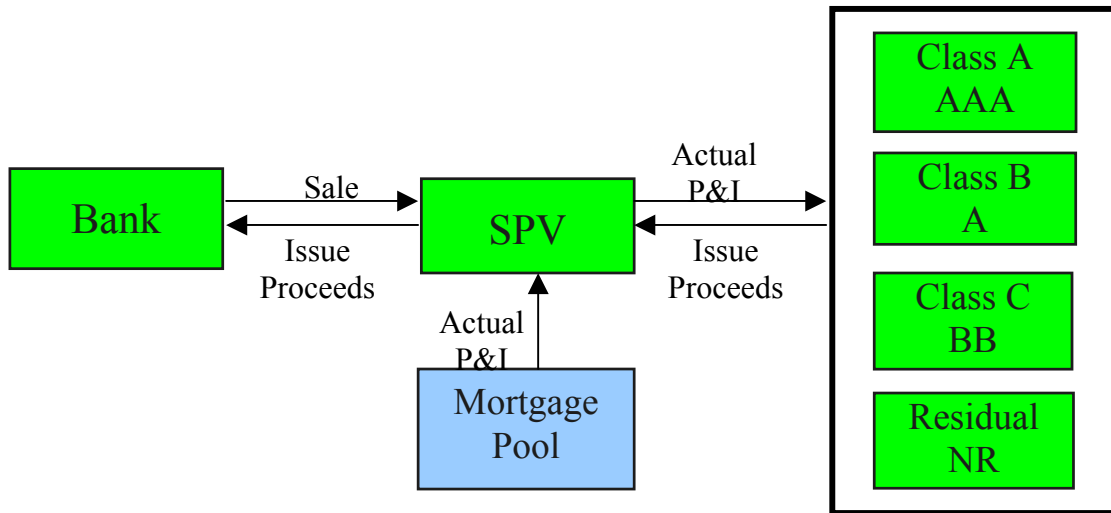 Bank
Sale
Issue
Proceeds
SPV
Actual
P&I
Mortgage
Pool
Actual
P&I
Issue
Proceeds
Class A
AAA
Class B
A
Class C
BB
Residual
NR